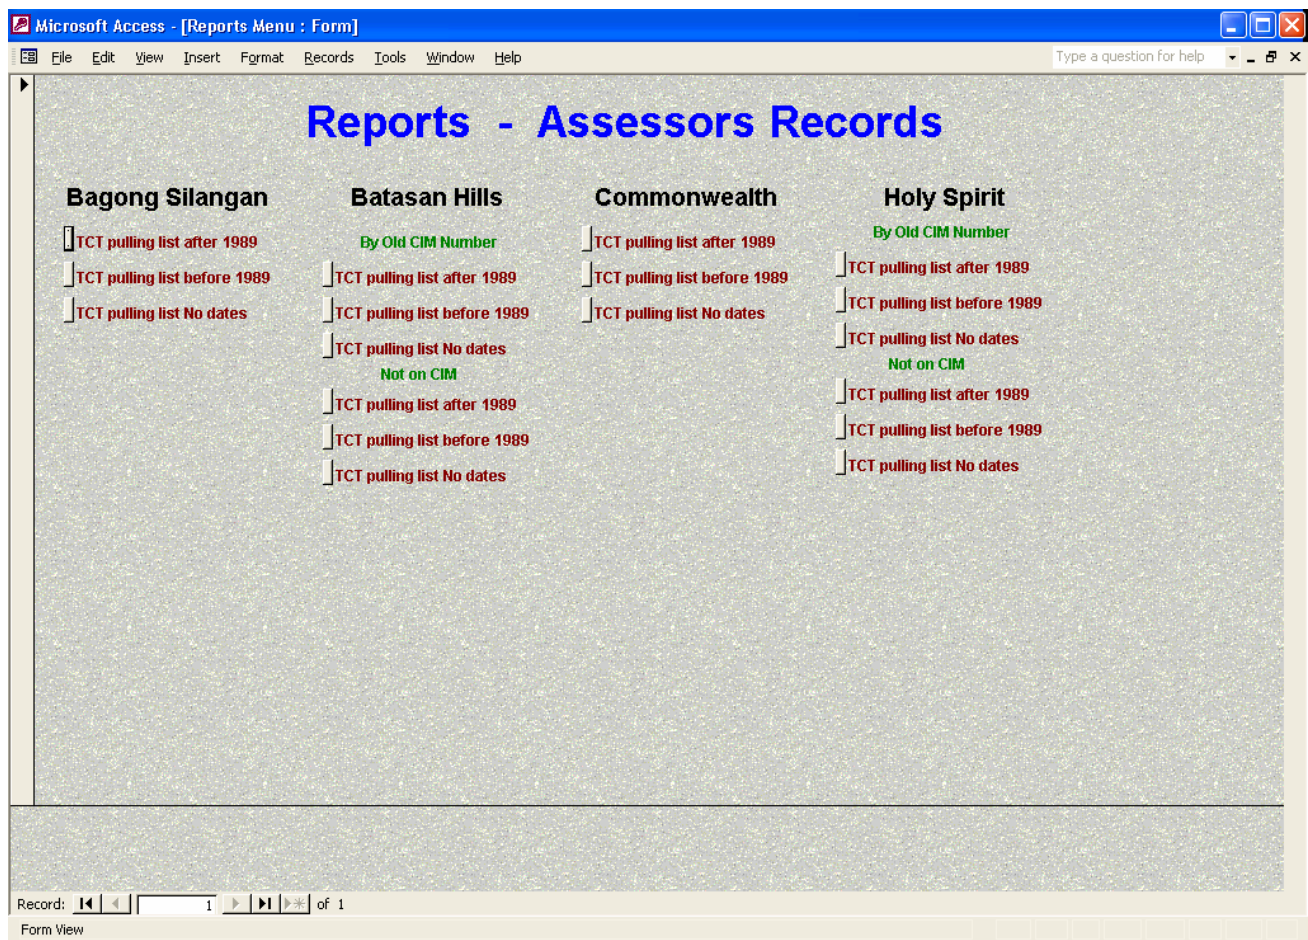 Microsoft Access - [Reports Menu : Form]
File Edit View Insert Format Records Tools Window Help Type a question for help
Reports - Assessors Records
Bagong Silangan
TCT pulling list after 1989
TCT pulling list before 1989
TCT pulling list No dates
Batasan Hills
By Old CIM Number
TCT pulling list after 1989
TCT pulling list before 1989
TCT pulling list No dates
Not on CIM
TCT pulling list after 1989
TCT pulling list before 1989
TCT pulling list No dates
Commonwealth
TCT pulling list after 1989
TCT pulling list before 1989
TCT pulling list No dates
Holy Spirit
By Old CIM Number
TCT pulling list after 1989
TCT pulling list before 1989
TCT pulling list No dates
Not on CIM
TCT pulling list after 1989
TCT pulling list before 1989
TCT pulling list No dates
Record: 1 of 1
Form View